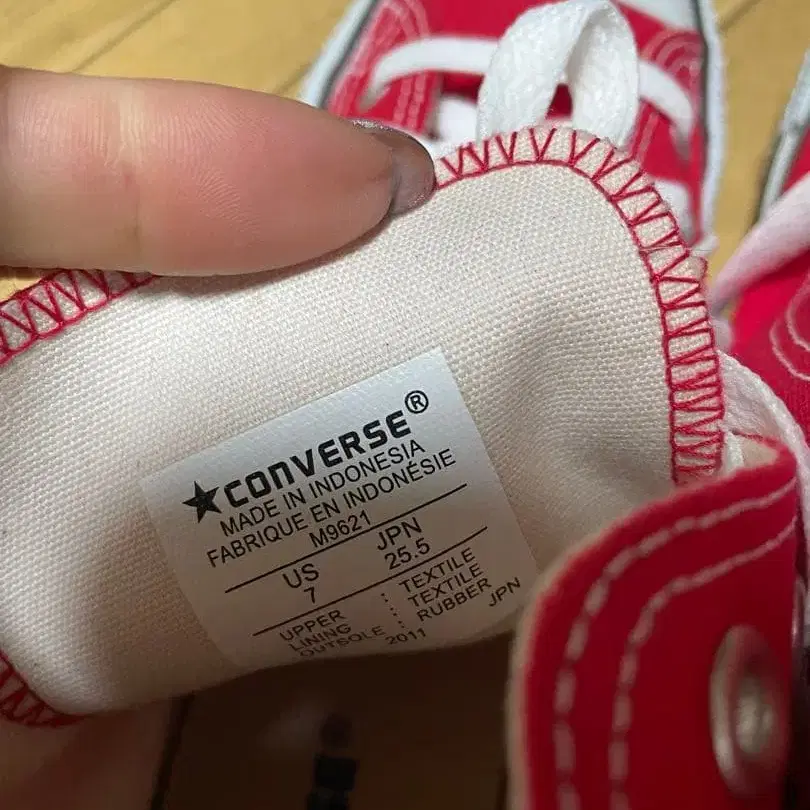 ★CONVERSE®
MADE IN INDONESIA
FABRIQUE EN INDONÉSIE
M9621
US JPN
7 25.5
UPPER : TEXTILE
LINING : TEXTILE
OUTSOLE : RUBBER
2011 JPN